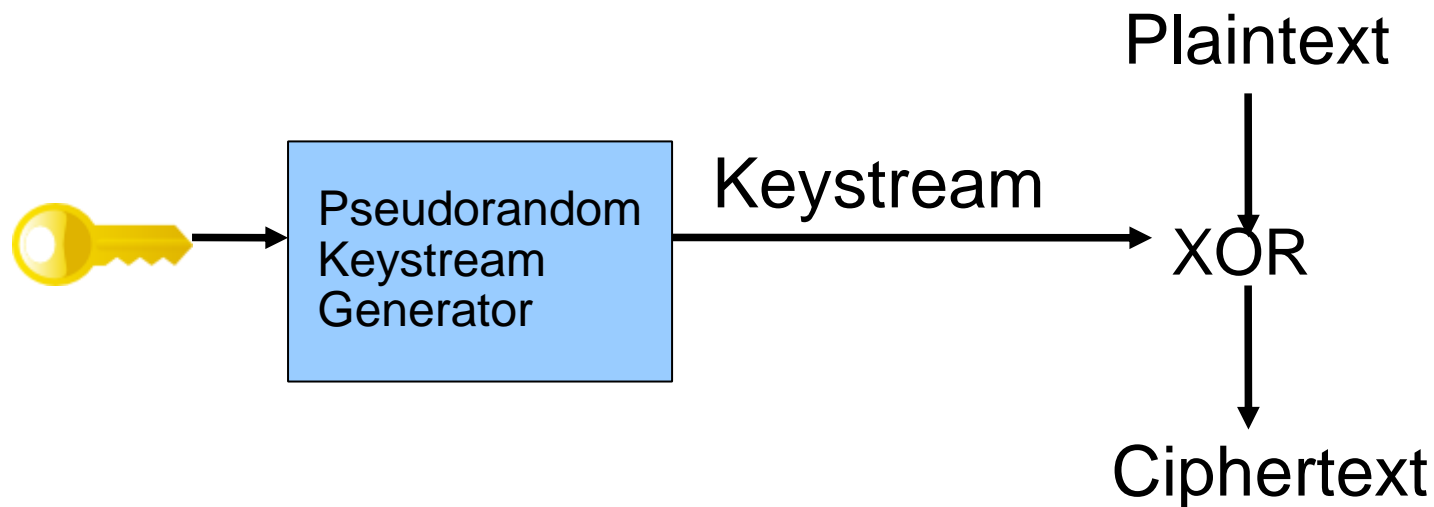 Plaintext
Pseudorandom
Keystream
Generator
Keystream
XOR
Ciphertext